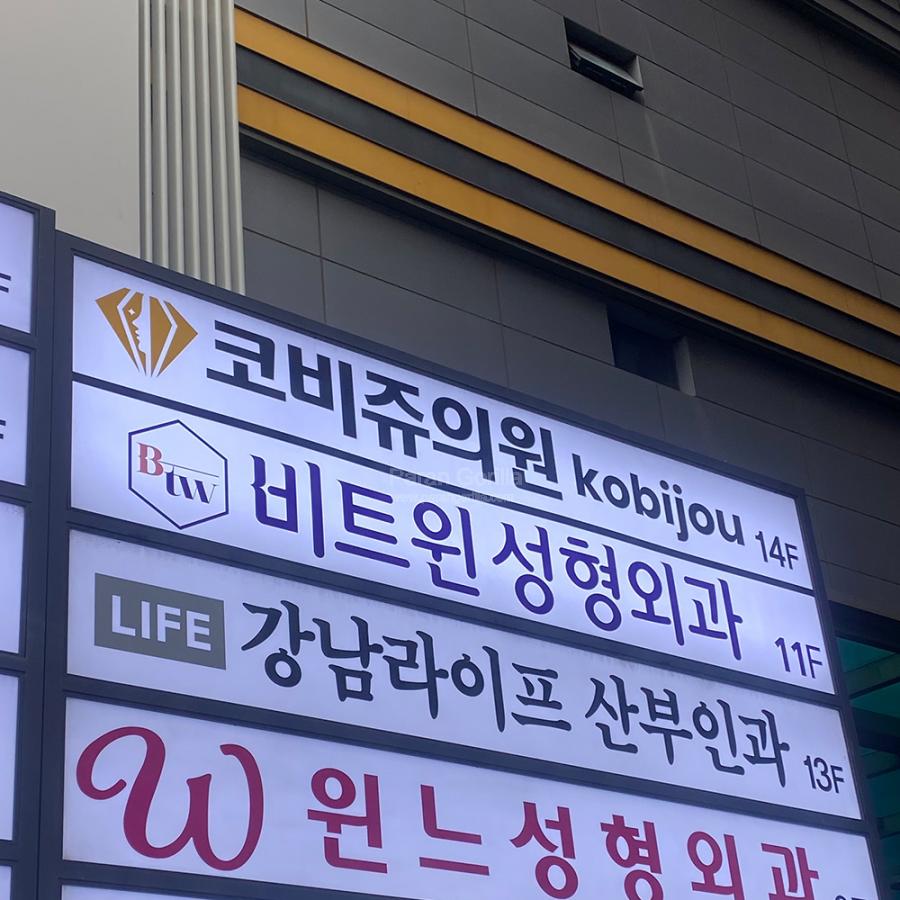 코비쥬의원 kobijou 14F
Btw 비트윈성형외과 11F
LIFE 강남라이프 산부인과 13F
W 윈느성형외과